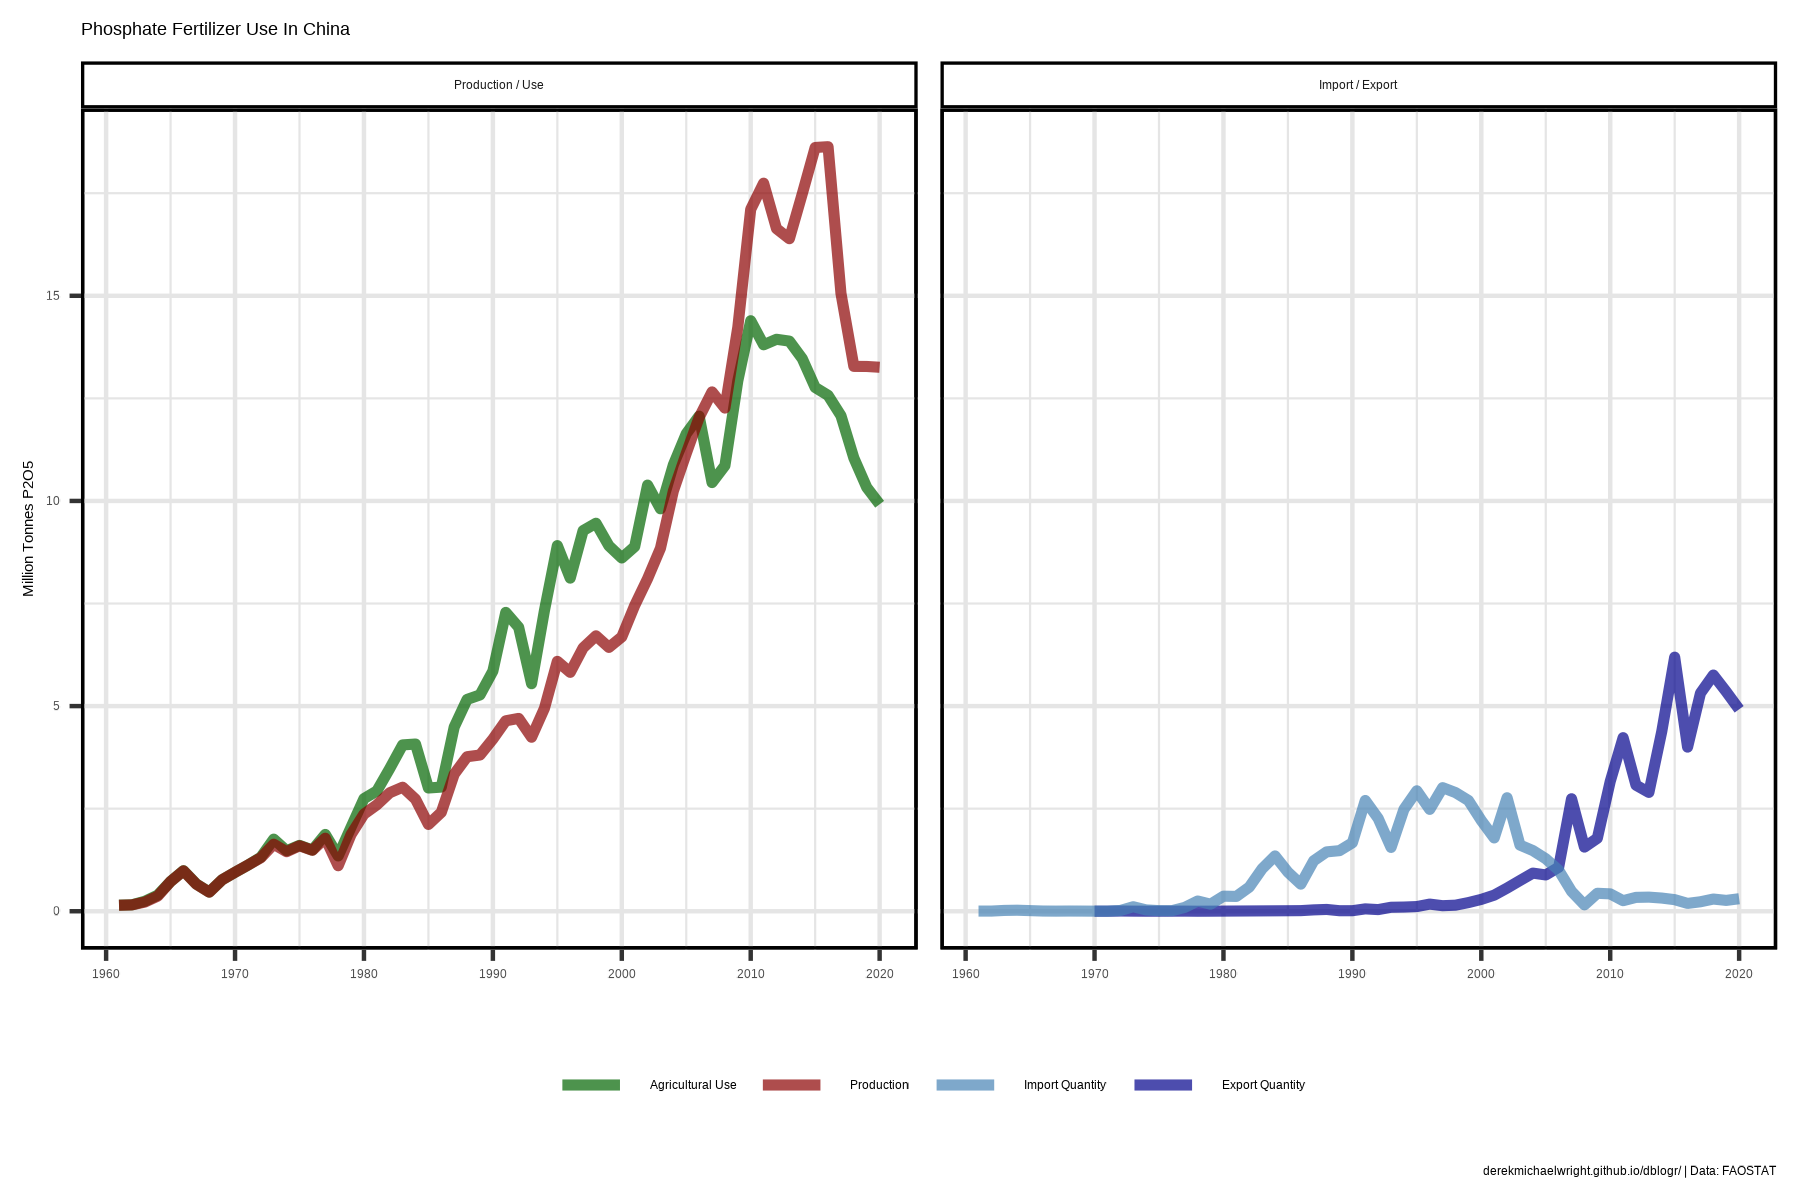 Phosphate Fertilizer Use In China
Production / Use
Import / Export
Million Tonnes P2O5
15
10
5
0
1960 1970 1980 1990 2000 2010 2020
1960 1970 1980 1990 2000 2010 2020
Agricultural Use Production Import Quantity Export Quantity
derekmichaelwright.github.io/dblogr/ | Data: FAOSTAT